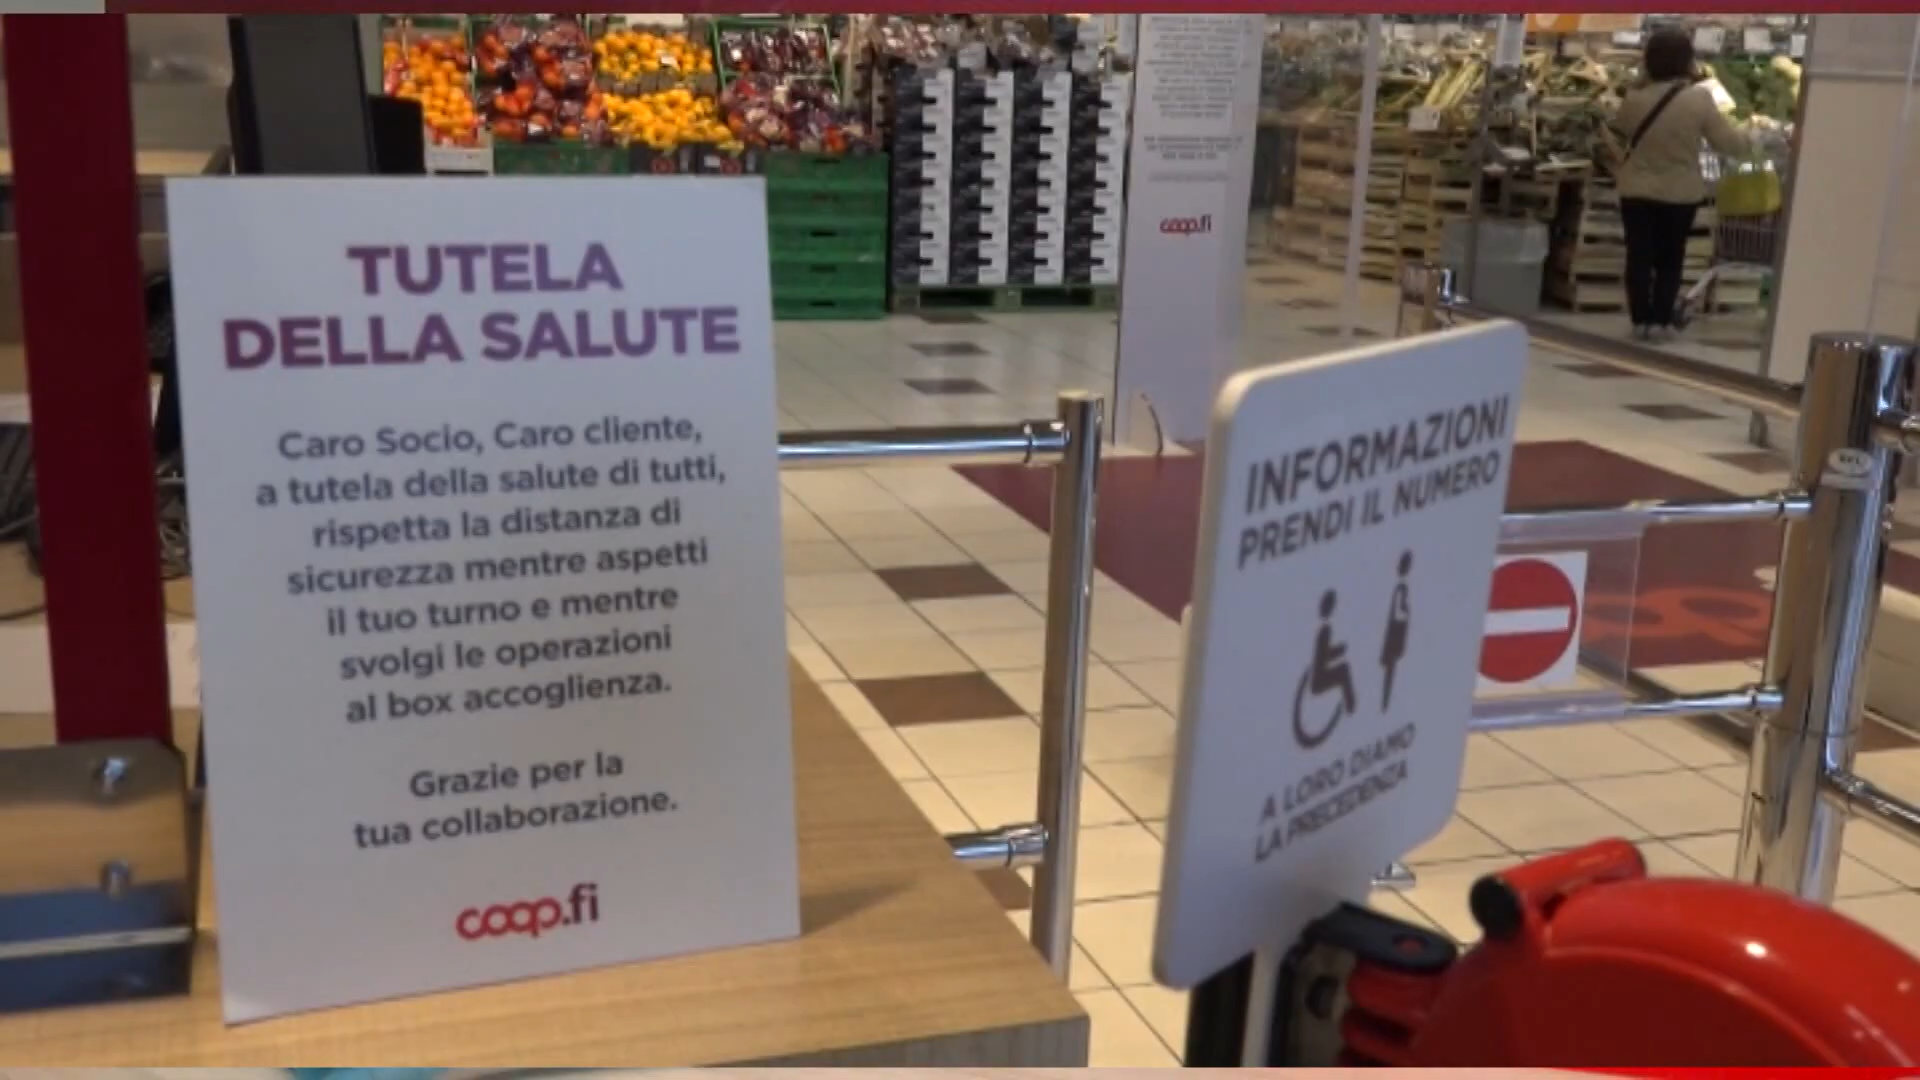 TUTELA
DELLA SALUTE
Caro Socio, Caro cliente,
a tutela della salute di tutti,
rispetta la distanza di
sicurezza mentre aspetti
il tuo turno e mentre
svolgi le operazioni
al box accoglienza.
Grazie per la
tua collaborazione.
coop.fi
coop.fi
INFORMAZIONI
PRENDI IL NUMERO
A LORO DIAMO
LA PRECEDENZA